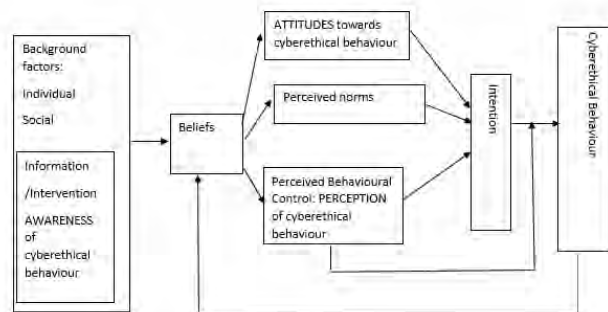 Background
factors:
Individual
Social
Information
/Intervention
AWARENESS
of
cyberethical
behaviour
Beliefs
ATTITUDES towards
cyberethical behaviour
Perceived norms
Perceived Behavioural
Control: PERCEPTION
of cyberethical
behaviour
Intention
Cyberethical Behaviour